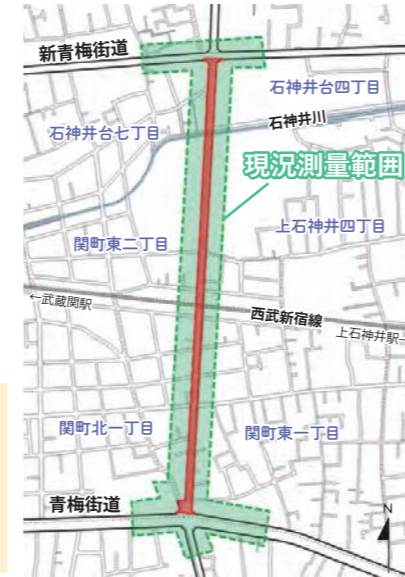 新青梅街道
石神井台四丁目
石神井川
石神井台七丁目
現況測量範囲
上石神井四丁目
関町東二丁目
←武蔵関駅
西武新宿線
上石神井駅→
関町北一丁目
関町東一丁目
青梅街道
N